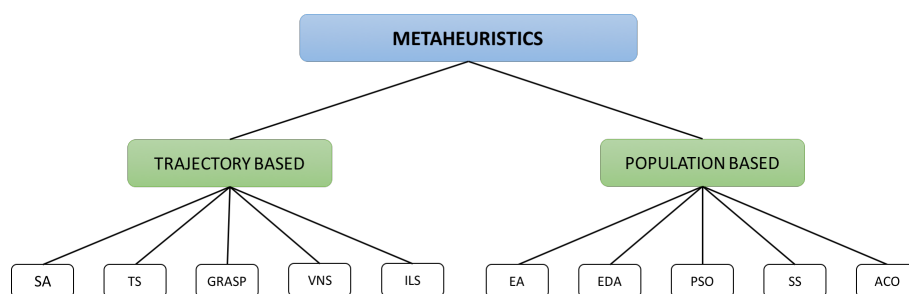 METAHEURISTICS
TRAJECTORY BASED
POPULATION BASED
SA
TS
GRASP
VNS
ILS
EA
EDA
PSO
SS
ACO